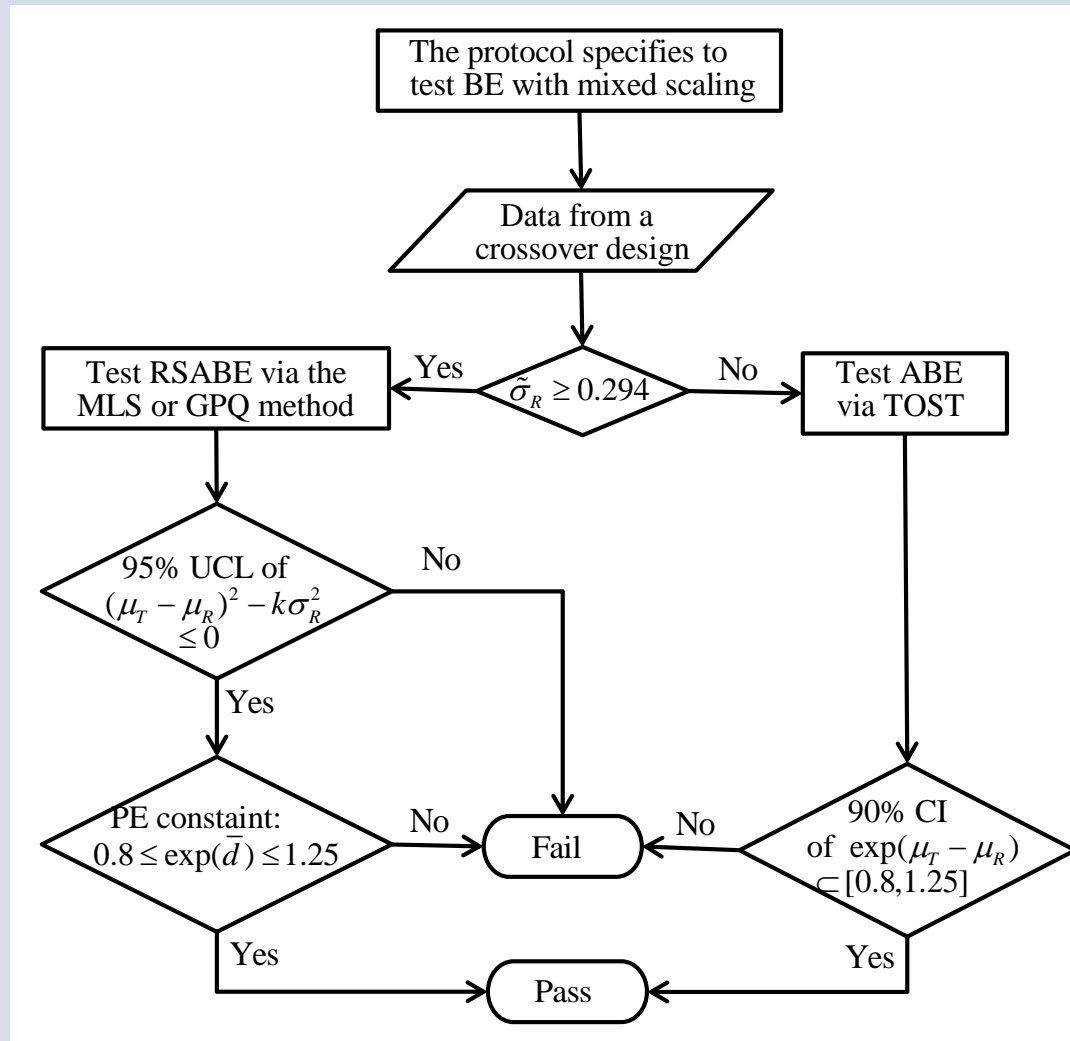 The protocol specifies to
test BE with mixed scaling
Data from a
crossover design
σ̃_R ≥ 0.294
Yes
No
Test RSABE via the
MLS or GPQ method
Test ABE
via TOST
95% UCL of
(μ_T − μ_R)² − kσ_R²
≤ 0
No
Yes
PE constaint:
0.8 ≤ exp(d̄) ≤ 1.25
No
Fail
No
90% CI
of exp(μ_T − μ_R)
⊂[0.8,1.25]
Yes
Pass
Yes